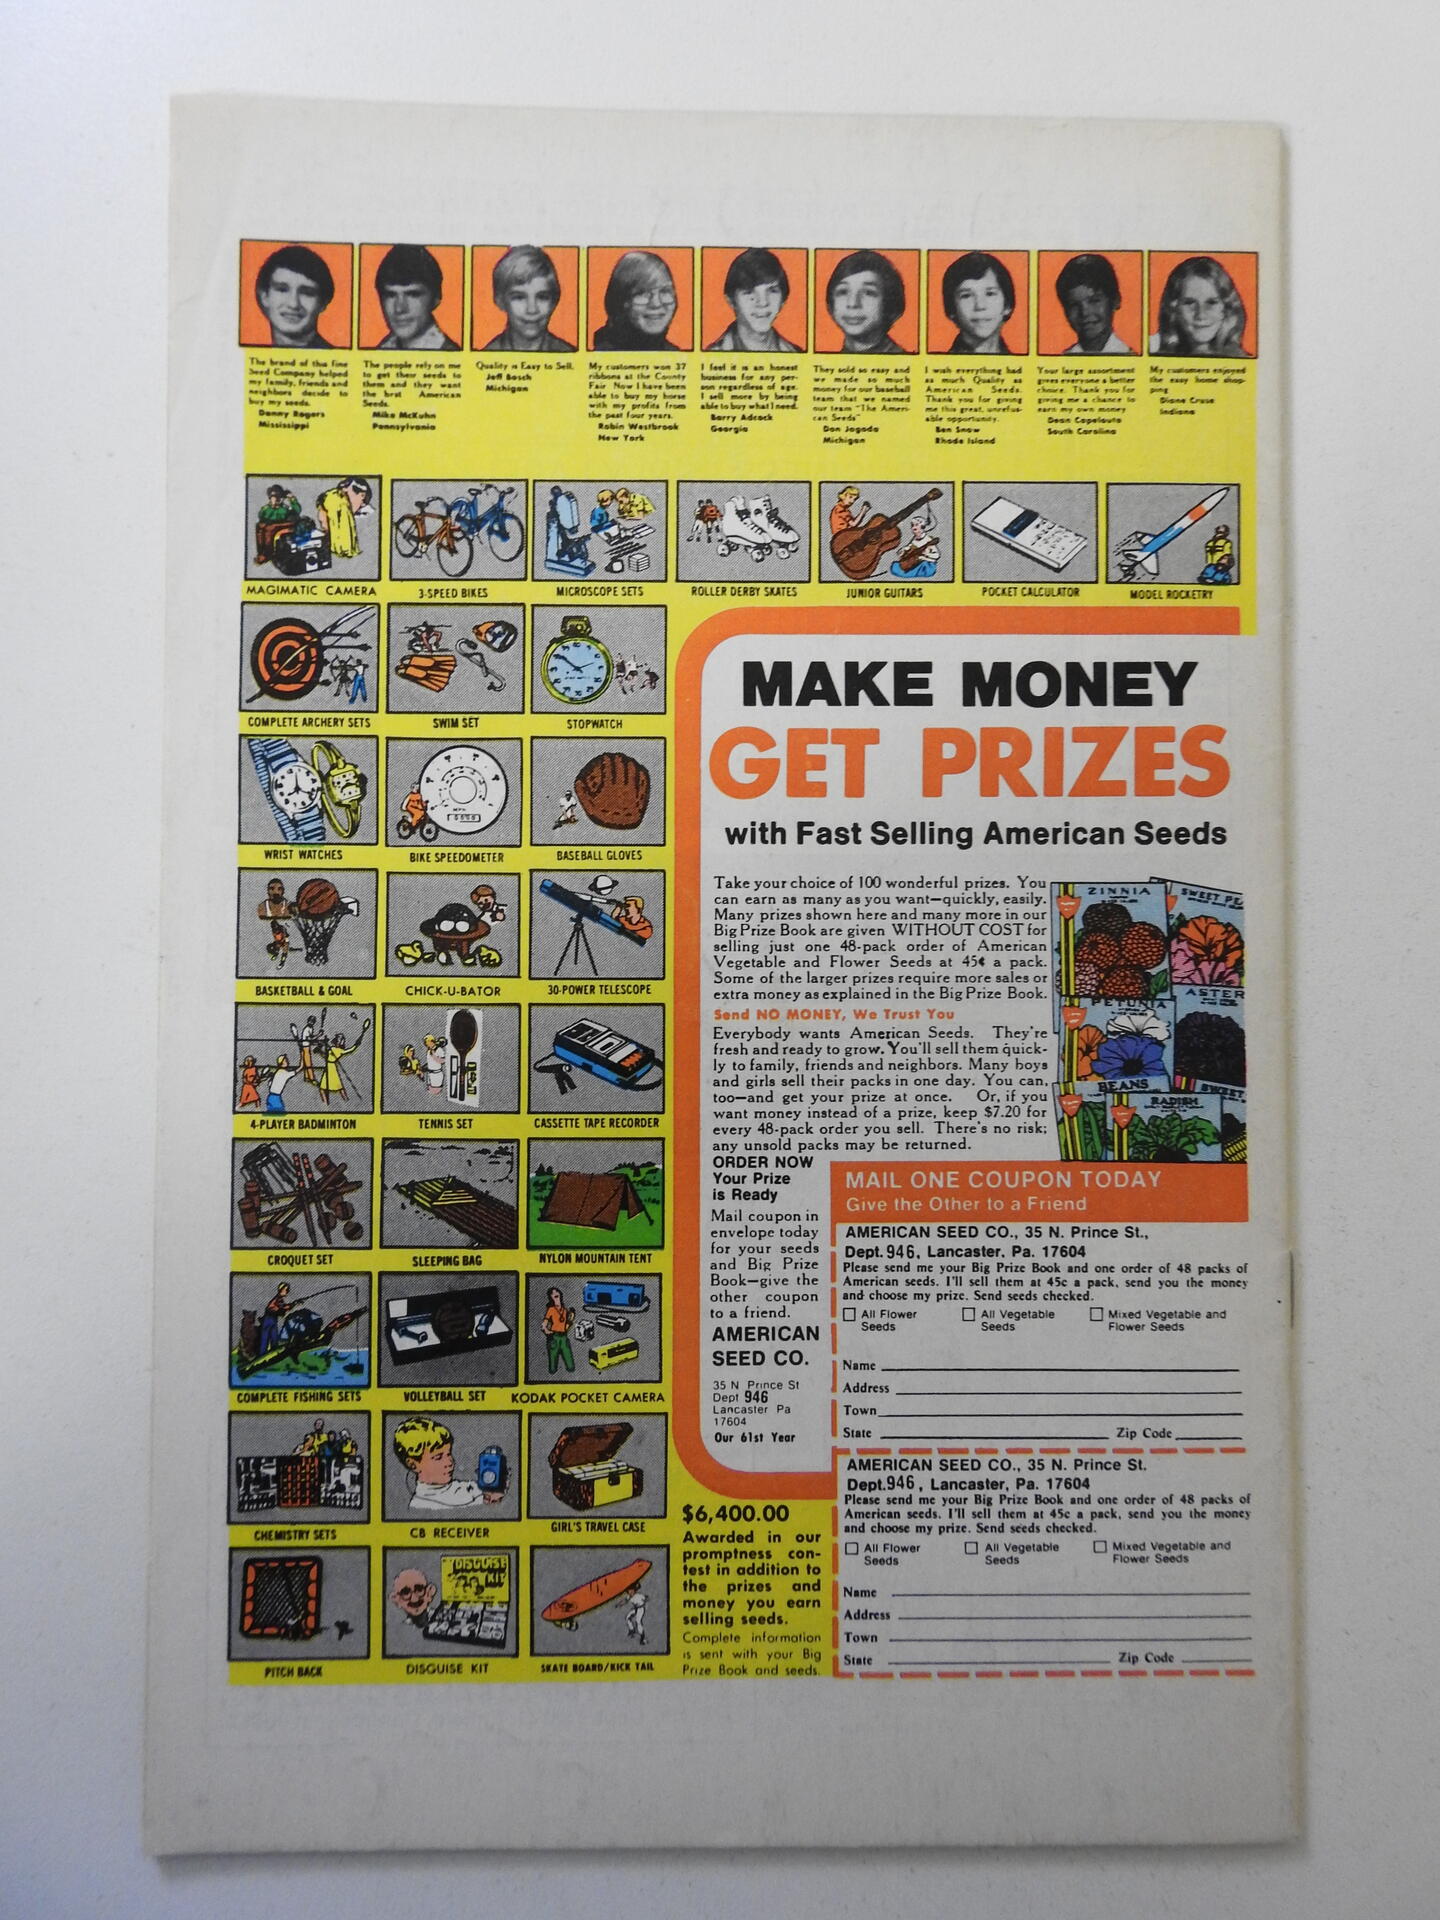 The brand of this fine
Seed Company helped
my family, friends and
neighbors decide to
buy my seeds.
Danny Rogers
Mississippi
The people rely on me
to get their seeds to
them and they want
the best American
Seeds.
Mike McKuhn
Pennsylvania
Quality is Easy to Sell.
Jeff Bosch
Michigan
My customers won 37
ribbons at the County
Fair Now I have been
able to buy my horse
with my profits from
the past four years.
Robin Westbrook
New York
I feel it is an honest
business for any per-
son regardless of age.
I sell more by being
able to buy what I need.
Barry Adcock
Georgia
They sold so easy and
we made so much
money for our baseball
team that we named
our team "The Ameri-
can Seeds"
Don Jagoda
Michigan
I wish everything had
as much Quality as
American Seeds.
Thank you for giving
me this great, unrefus-
able opportunity.
Ben Snow
Rhode Island
Your large assortment
gives everyone a better
choice. Thank you for
giving me a chance to
earn my own money
Dean Capelouto
South Carolina
My customers enjoyed
the easy home shop-
ping
Diane Cruse
Indiana
MAGIMATIC CAMERA
3-SPEED BIKES
MICROSCOPE SETS
ROLLER DERBY SKATES
JUNIOR GUITARS
POCKET CALCULATOR
MODEL ROCKETRY
COMPLETE ARCHERY SETS
SWIM SET
STOPWATCH
WRIST WATCHES
BIKE SPEEDOMETER
BASEBALL GLOVES
BASKETBALL & GOAL
CHICK-U-BATOR
30-POWER TELESCOPE
4-PLAYER BADMINTON
TENNIS SET
CASSETTE TAPE RECORDER
CROQUET SET
SLEEPING BAG
NYLON MOUNTAIN TENT
COMPLETE FISHING SETS
VOLLEYBALL SET
KODAK POCKET CAMERA
CHEMISTRY SETS
CB RECEIVER
GIRL'S TRAVEL CASE
DISGUISE
KIT
PITCH BACK
DISGUISE KIT
SKATE BOARD/KICK TAIL
MAKE MONEY
GET PRIZES
with Fast Selling American Seeds
Take your choice of 100 wonderful prizes. You
can earn as many as you want—quickly, easily.
Many prizes shown here and many more in our
Big Prize Book are given WITHOUT COST for
selling just one 48-pack order of American
Vegetable and Flower Seeds at 45¢ a pack.
Some of the larger prizes require more sales or
extra money as explained in the Big Prize Book.
Send NO MONEY, We Trust You
Everybody wants American Seeds. They're
fresh and ready to grow. You'll sell them quick-
ly to family, friends and neighbors. Many boys
and girls sell their packs in one day. You can,
too—and get your prize at once. Or, if you
want money instead of a prize, keep $7.20 for
every 48-pack order you sell. There's no risk;
any unsold packs may be returned.
ZINNIA
SWEET PE
PETUNIA
ASTER
BEANS
RADISH
SWEET
ORDER NOW
Your Prize
is Ready
Mail coupon in
envelope today
for your seeds
and Big Prize
Book—give the
other coupon
to a friend.
AMERICAN
SEED CO.
35 N Prince St
Dept 946
Lancaster Pa
17604
Our 61st Year
$6,400.00
Awarded in our
promptness con-
test in addition to
the prizes and
money you earn
selling seeds.
Complete information
is sent with your Big
Prize Book and seeds.
MAIL ONE COUPON TODAY
Give the Other to a Friend
AMERICAN SEED CO., 35 N. Prince St.,
Dept. 946, Lancaster, Pa. 17604
Please send me your Big Prize Book and one order of 48 packs of
American seeds. I'll sell them at 45c a pack, send you the money
and choose my prize. Send seeds checked.
All Flower
Seeds
All Vegetable
Seeds
Mixed Vegetable and
Flower Seeds
Name
Address
Town
State Zip Code
AMERICAN SEED CO., 35 N. Prince St.
Dept. 946, Lancaster, Pa. 17604
Please send me your Big Prize Book and one order of 48 packs of
American seeds. I'll sell them at 45c a pack, send you the money
and choose my prize. Send seeds checked.
All Flower
Seeds
All Vegetable
Seeds
Mixed Vegetable and
Flower Seeds
Name
Address
Town
State Zip Code